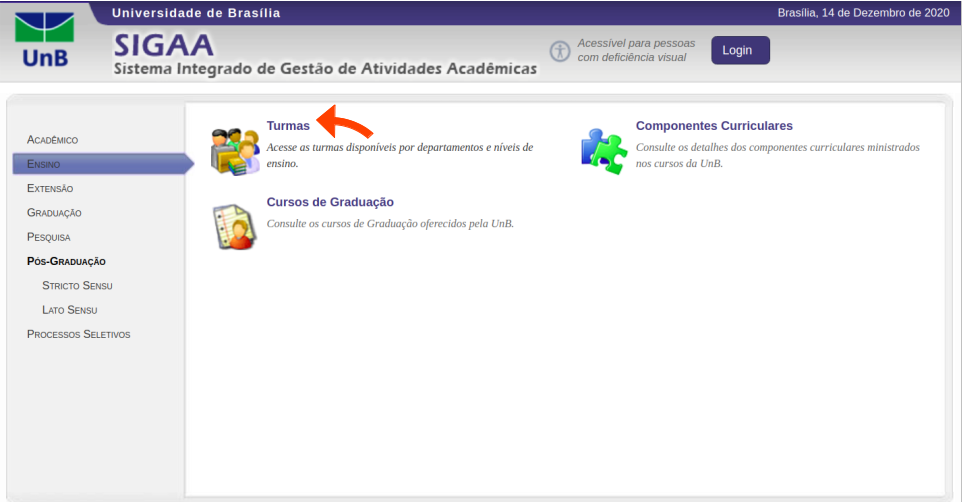 Universidade de Brasília
Brasília, 14 de Dezembro de 2020
UnB
SIGAA
Sistema Integrado de Gestão de Atividades Acadêmicas
Acessível para pessoas
com deficiência visual
Login
Acadêmico
Ensino
Extensão
Graduação
Pesquisa
Pós-Graduação
Stricto Sensu
Lato Sensu
Processos Seletivos
Turmas
Acesse as turmas disponíveis por departamentos e níveis de
ensino.
Componentes Curriculares
Consulte os detalhes dos componentes curriculares ministrados
nos cursos da UnB.
Cursos de Graduação
Consulte os cursos de Graduação oferecidos pela UnB.